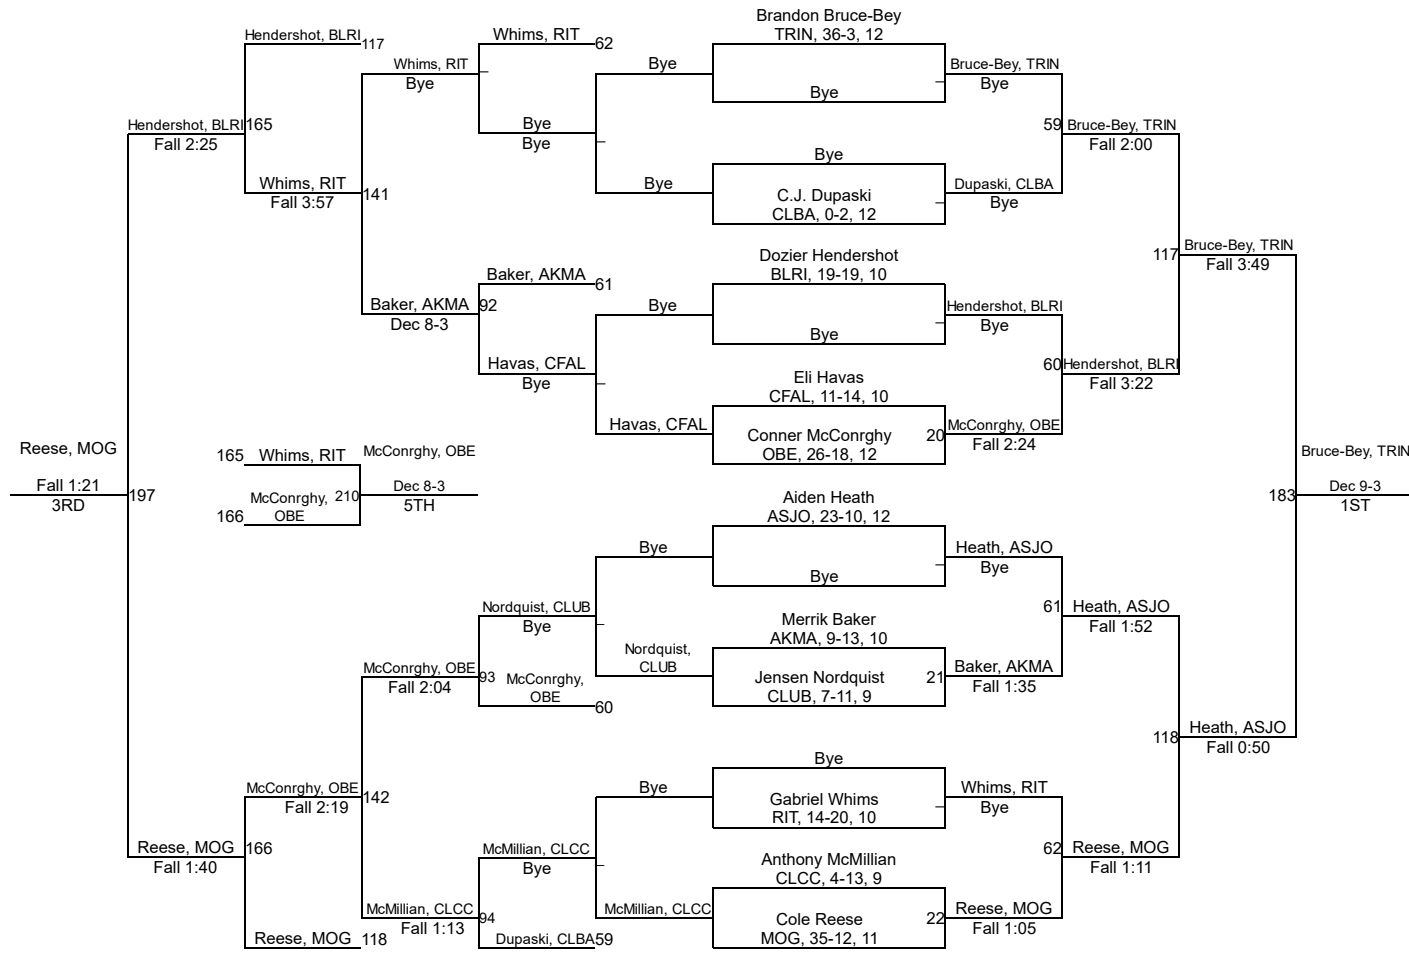 Brandon Bruce-Bey
TRIN, 36-3, 12
Bye
Bye
C.J. Dupaski
CLBA, 0-2, 12
Dozier Hendershot
BLRI, 19-19, 10
Bye
Eli Havas
CFAL, 11-14, 10
Conner McConrghy
OBE, 26-18, 12
20
Aiden Heath
ASJO, 23-10, 12
Bye
Merrik Baker
AKMA, 9-13, 10
Jensen Nordquist
CLUB, 7-11, 9
21
Bye
Gabriel Whims
RIT, 14-20, 10
Anthony McMillian
CLCC, 4-13, 9
Cole Reese
MOG, 35-12, 11
22
Bruce-Bey, TRIN
Bye
Dupaski, CLBA
Bye
Hendershot, BLRI
Bye
McConrghy, OBE
Fall 2:24
Heath, ASJO
Bye
Baker, AKMA
Fall 1:35
Whims, RIT
Bye
Reese, MOG
Fall 1:05
59
Bruce-Bey, TRIN
Fall 2:00
60
Hendershot, BLRI
Fall 3:22
61
Heath, ASJO
Fall 1:52
62
Reese, MOG
Fall 1:11
117
Bruce-Bey, TRIN
Fall 3:49
118
Heath, ASJO
Fall 0:50
183
Bruce-Bey, TRIN
Dec 9-3
1ST
Bye
Bye
Bye
Havas, CFAL
Bye
Nordquist,
CLUB
Bye
McMillian, CLCC
Whims, RIT
62
Bye
Bye
Baker, AKMA
61
Havas, CFAL
Bye
Nordquist, CLUB
Bye
McConrghy,
OBE
60
McMillian, CLCC
Bye
Dupaski, CLBA
59
Whims, RIT
Bye
Baker, AKMA
92
Dec 8-3
McConrghy, OBE
93
Fall 2:04
McMillian, CLCC
94
Fall 1:13
Hendershot, BLRI
117
Whims, RIT
141
Fall 3:57
McConrghy, OBE
142
Fall 2:19
Reese, MOG
118
Hendershot, BLRI
165
Fall 2:25
Reese, MOG
166
Fall 1:40
Reese, MOG
Fall 1:21
197
3RD
165
Whims, RIT
McConrghy,
OBE
166
210
McConrghy, OBE
Dec 8-3
5TH